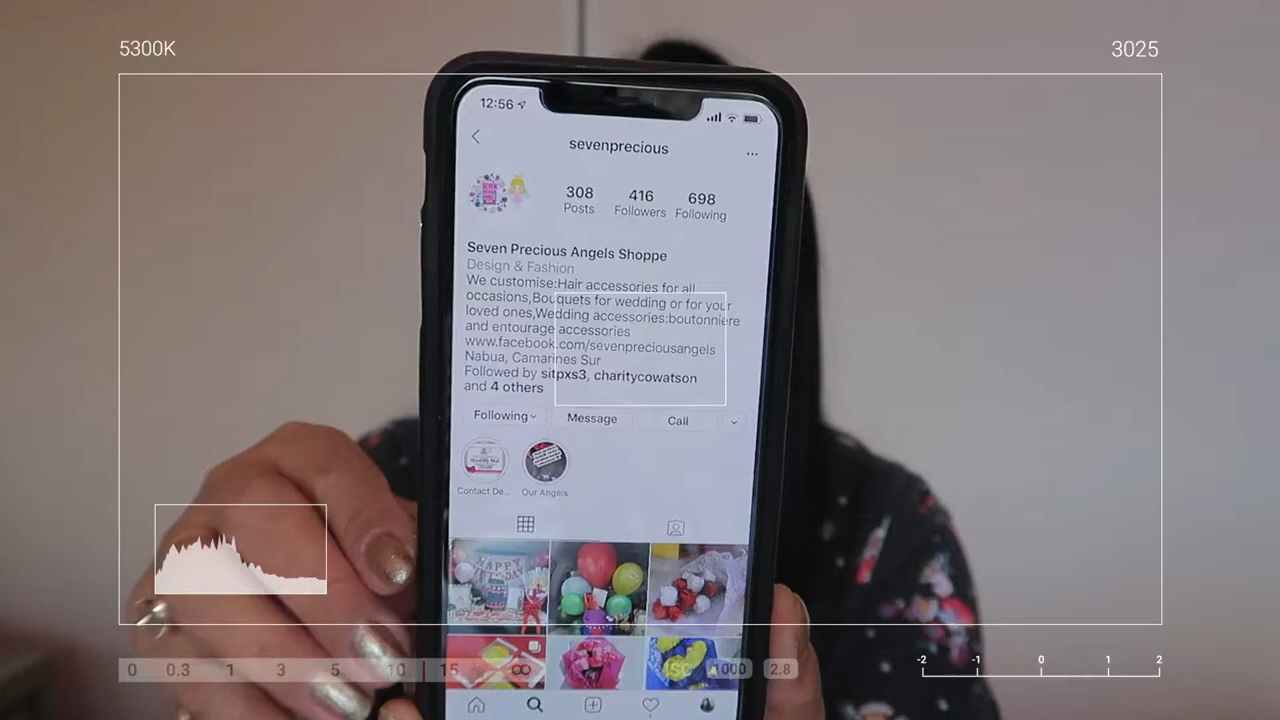 5300K
3025
12:56
sevenprecious
...
308 416 698
Posts Followers Following
Seven Precious Angels Shoppe
Design & Fashion
We customise:Hair accessories for all
occasions,Bouquets for wedding or for your
loved ones,Wedding accessories:boutonniere
and entourage accessories
www.facebook.com/sevenpreciousangels
Nabua, Camarines Sur
Followed by sitpxs3, charitycowatson
and 4 others
Following Message Call
Contact De... Our Angels
HAPPY
0 0.3 1 3 5 10 15 ∞ ISO 1000 2.8
-2 -1 0 1 2